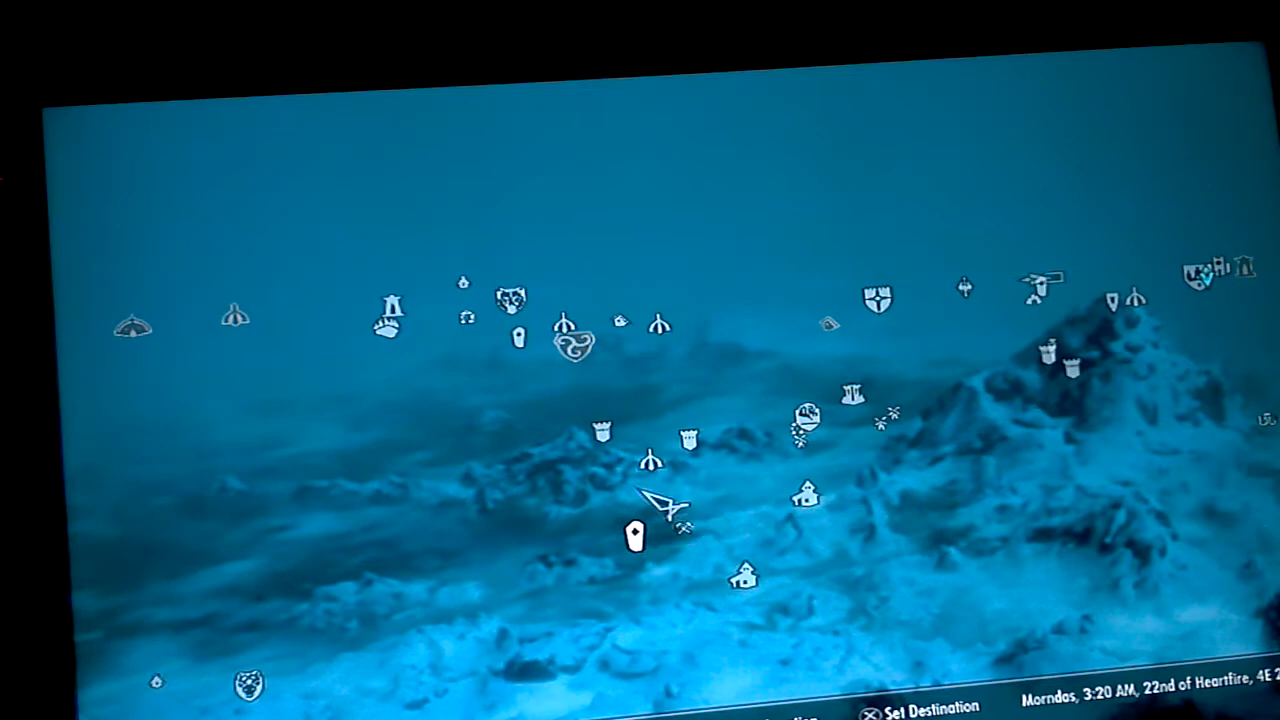 Set Destination
Morndas, 3:20 AM, 22nd of Heartfire, 4E 2